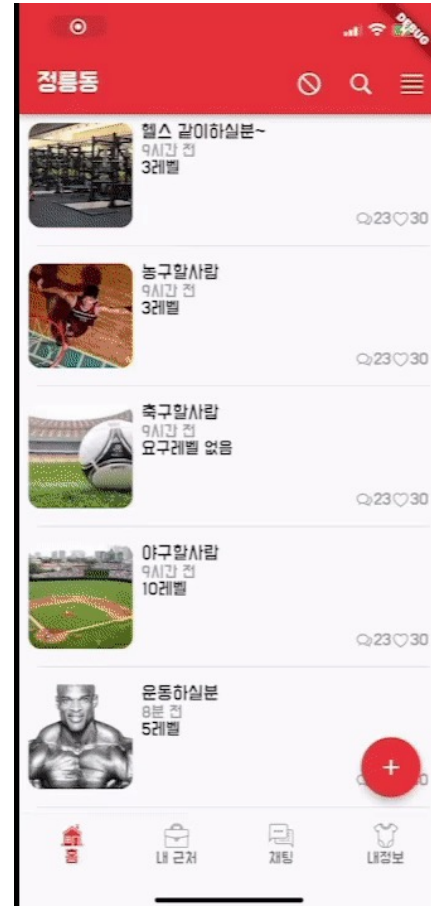 DEBUG
정릉동
헬스 같이하실분~
9시간 전
3레벨
23 30
농구할사람
9시간 전
3레벨
23 30
축구할사람
9시간 전
요구레벨 없음
23 30
야구할사람
9시간 전
10레벨
23 30
운동하실분
8분 전
5레벨
+
홈
내 근처
채팅
내정보